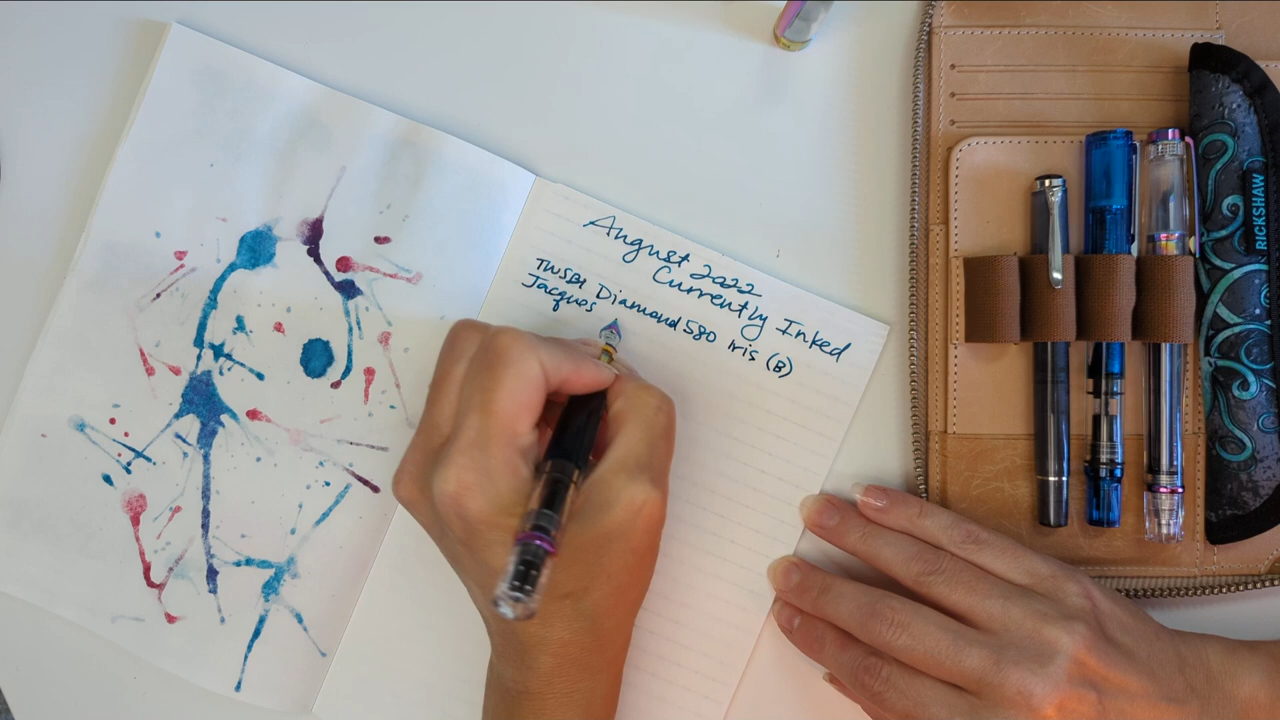 August 2022
Currently Inked
TWSBI Diamond 580 Iris (B)
Jacques
RICKSHAW